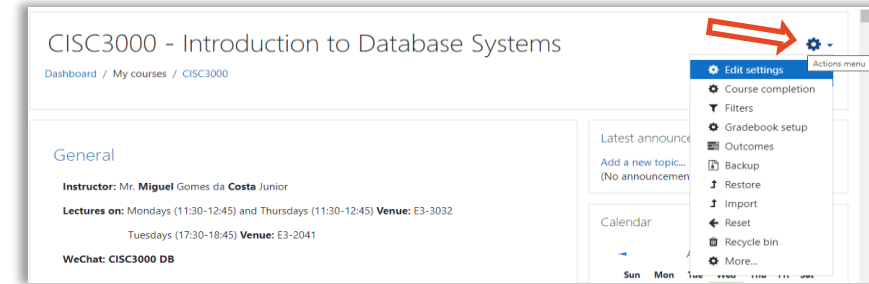 CISC3000 - Introduction to Database Systems
Dashboard / My courses / CISC3000
Actions menu
Edit settings
Course completion
Filters
Gradebook setup
Outcomes
Backup
Restore
Import
Reset
Recycle bin
More...
General
Instructor: Mr. Miguel Gomes da Costa Junior
Lectures on: Mondays (11:30-12:45) and Thursdays (11:30-12:45) Venue: E3-3032
Tuesdays (17:30-18:45) Venue: E3-2041
WeChat: CISC3000 DB
Latest announce
Add a new topic...
(No announcemen
Calendar
Sun Mon Tue Wed Thu Fri Sat